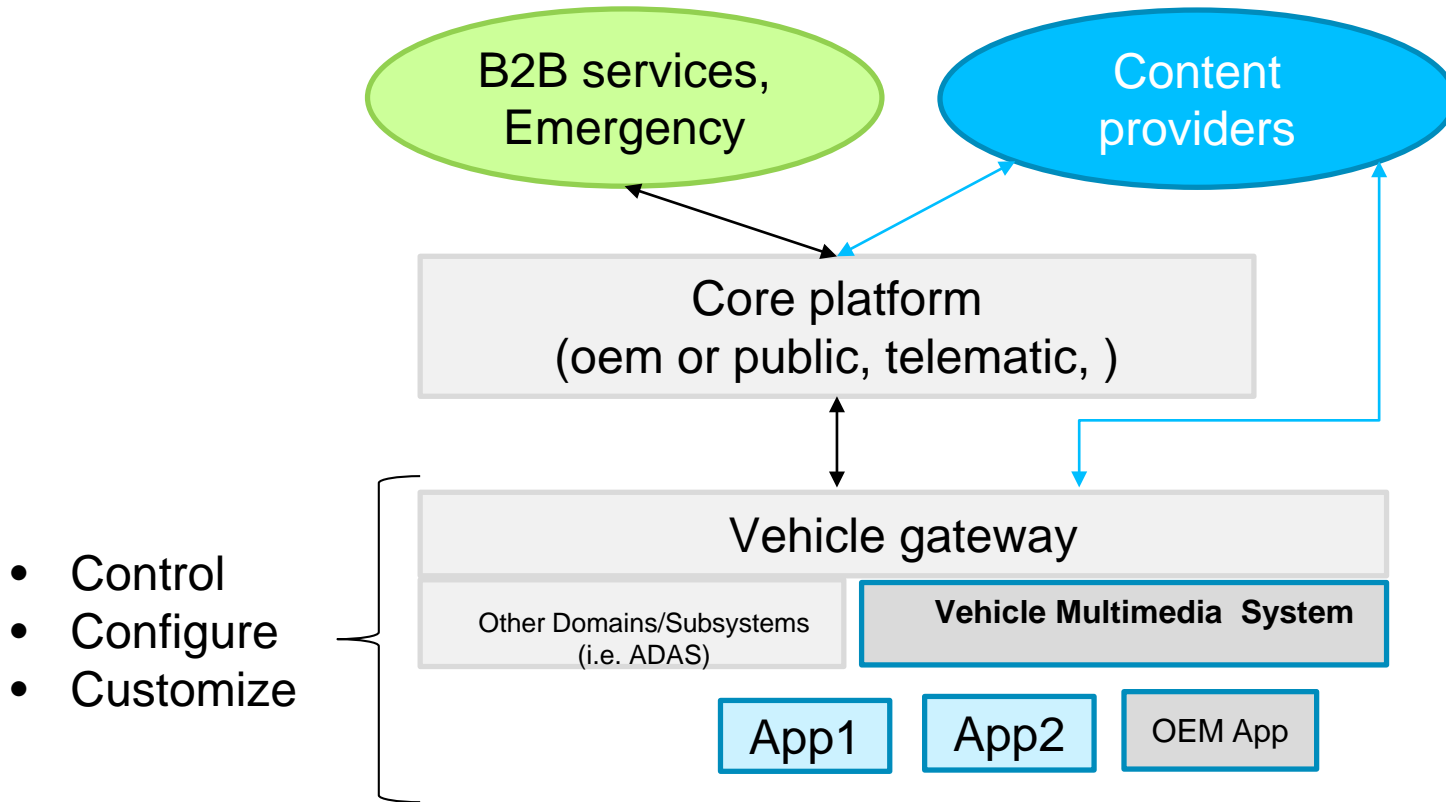 B2B services,
Emergency
Content
providers
Core platform
(oem or public, telematic, )
Vehicle gateway
• Control
• Configure
• Customize
Other Domains/Subsystems
(i.e. ADAS)
Vehicle Multimedia  System
App1
App2
OEM App